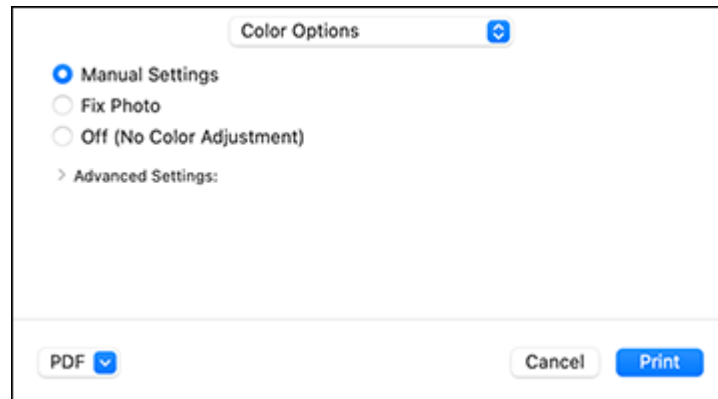 Color Options
Manual Settings
Fix Photo
Off (No Color Adjustment)
Advanced Settings:
PDF Cancel Print